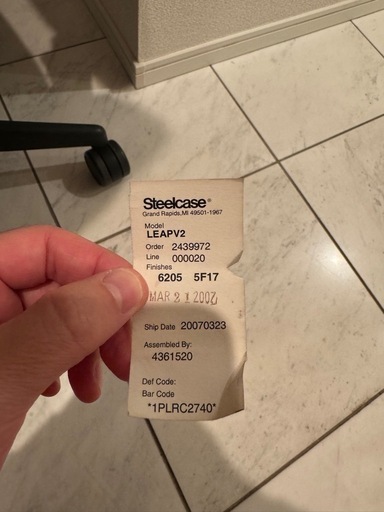 Steelcase®
Grand Rapids, MI 49501-1967
Model
LEAPV2
Order 2439972
Line 000020
Finishes
6205 5F17
MAR 21 2007
Ship Date 20070323
Assembled By:
4361520
Def Code:
Bar Code
*1PLRC2740*